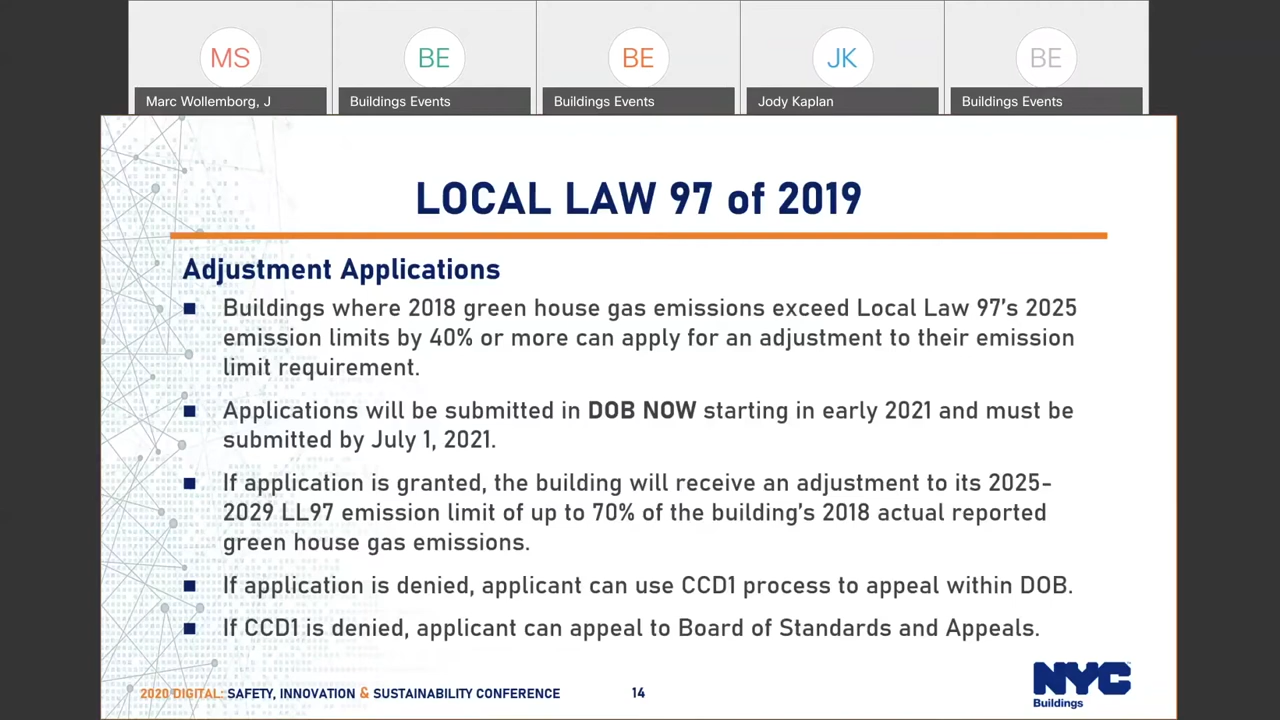 MS
BE
BE
JK
BE
Marc Wollemborg, J
Buildings Events
Buildings Events
Jody Kaplan
Buildings Events
LOCAL LAW 97 of 2019
Adjustment Applications
Buildings where 2018 green house gas emissions exceed Local Law 97's 2025
emission limits by 40% or more can apply for an adjustment to their emission
limit requirement.
Applications will be submitted in DOB NOW starting in early 2021 and must be
submitted by July 1, 2021.
If application is granted, the building will receive an adjustment to its 2025-
2029 LL97 emission limit of up to 70% of the building's 2018 actual reported
green house gas emissions.
If application is denied, applicant can use CCD1 process to appeal within DOB.
If CCD1 is denied, applicant can appeal to Board of Standards and Appeals.
2020 DIGITAL: SAFETY, INNOVATION & SUSTAINABILITY CONFERENCE
14
NYC
Buildings